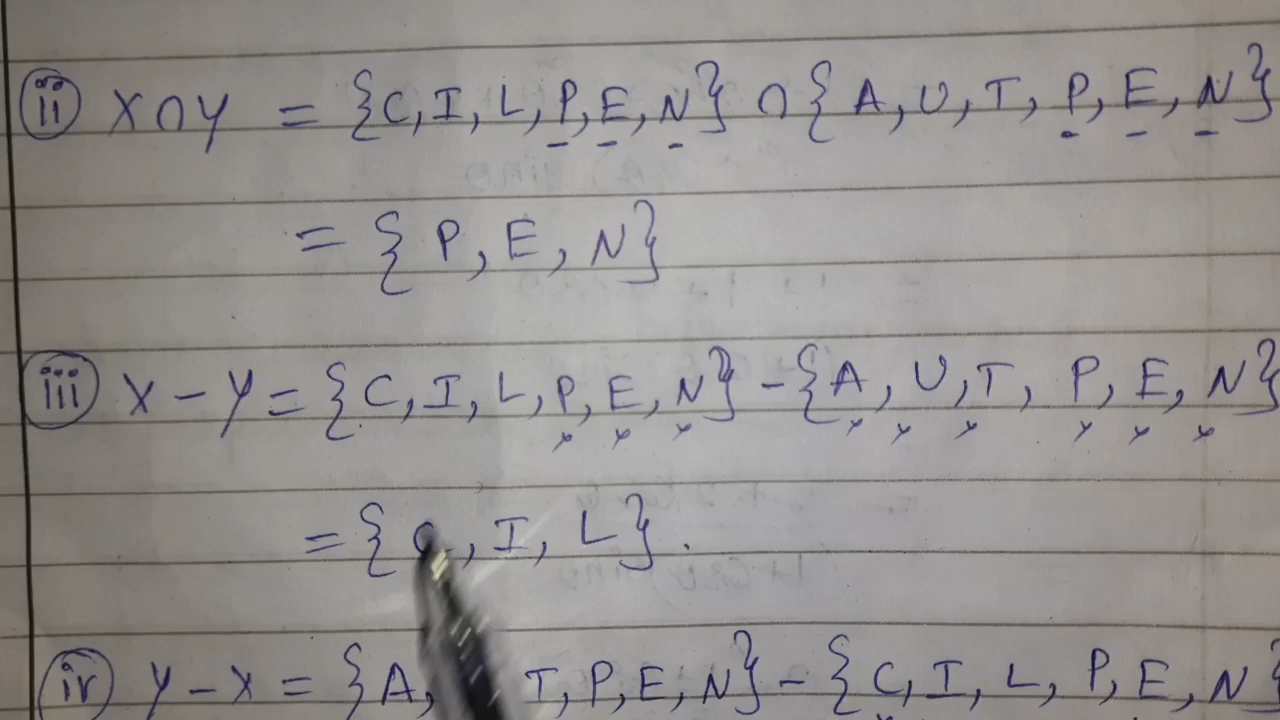 ii X∩Y = {C, I, L, P, E, N} ∩ {A, U, T, P, E, N}
= {P, E, N}
iii X - Y = {C, I, L, P, E, N} - {A, U, T, P, E, N}
= {C, I, L}.
iv Y - X = {A, T, P, E, N} - {C, I, L, P, E, N}